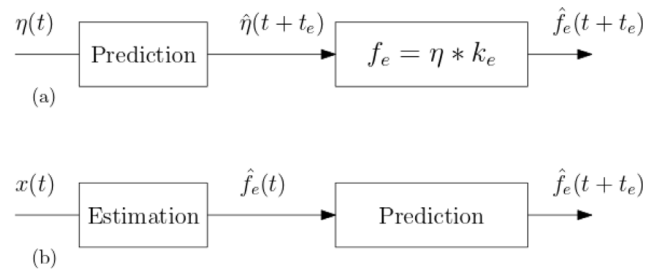 η(t) η̂(t + t_e) f̂_e(t + t_e)
Prediction f_e = η * k_e
(a)
x(t) f̂_e(t) f̂_e(t + t_e)
Estimation Prediction
(b)